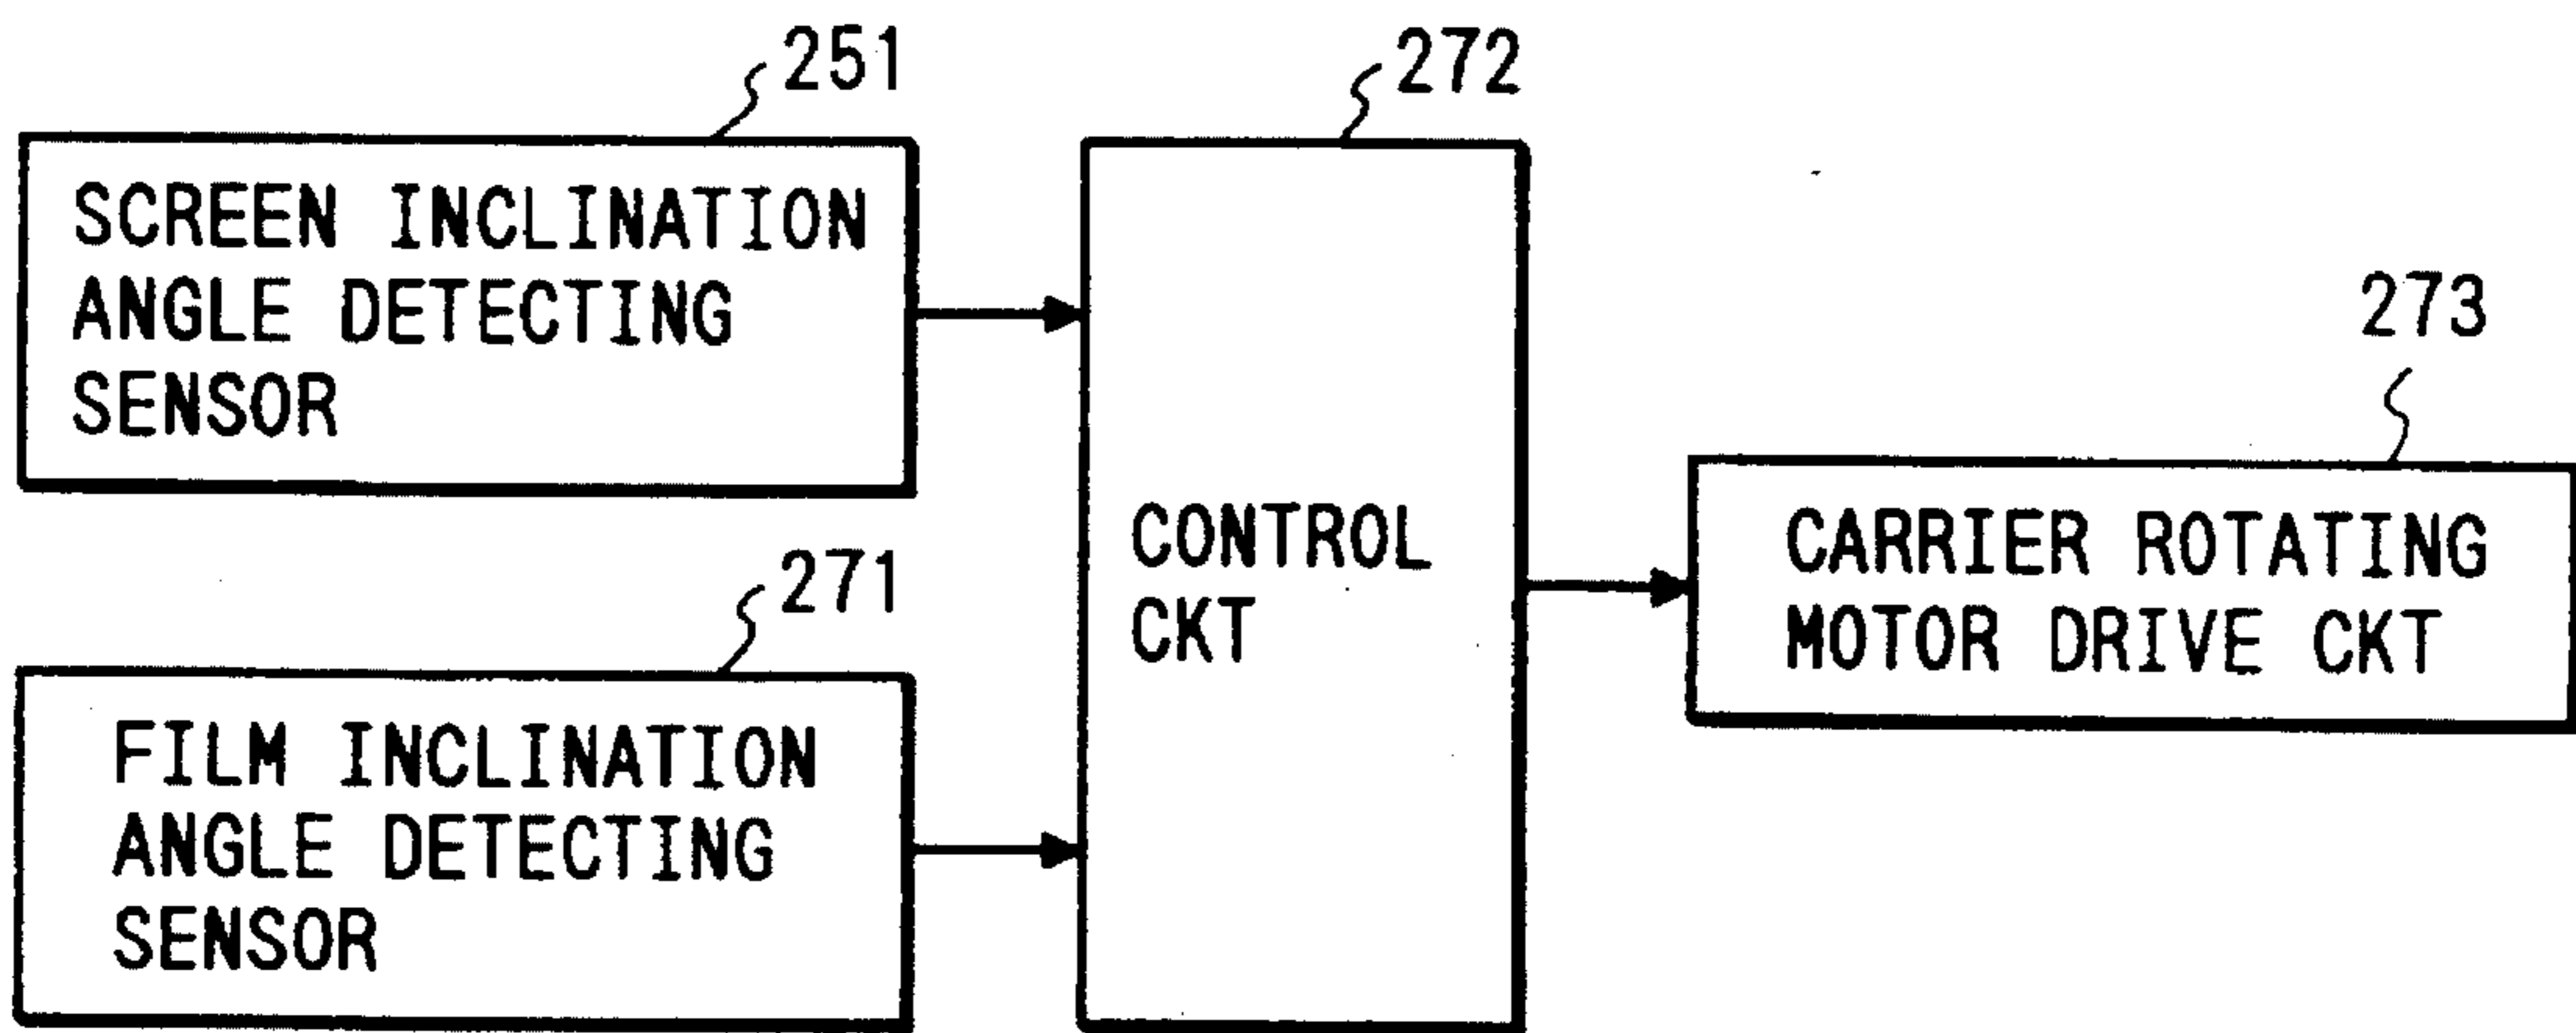 251
SCREEN INCLINATION
ANGLE DETECTING
SENSOR
271
FILM INCLINATION
ANGLE DETECTING
SENSOR
272
CONTROL
CKT
273
CARRIER ROTATING
MOTOR DRIVE CKT